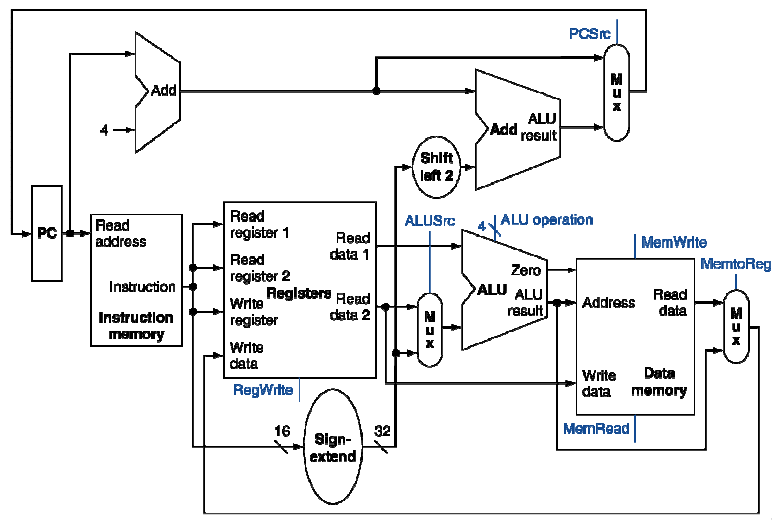 PCSrc
Add
4
M
u
x
Add
ALU
result
Shift
left 2
PC
Read
address
Instruction
Instruction
memory
Read
register 1
Read
register 2
Write
register
Write
data
Registers
Read
data 1
Read
data 2
RegWrite
ALUSrc
M
u
x
4
ALU operation
ALU
Zero
ALU
result
MemWrite
Address
Read
data
Write
data
Data
memory
MemRead
MemtoReg
M
u
x
16
Sign-
extend
32